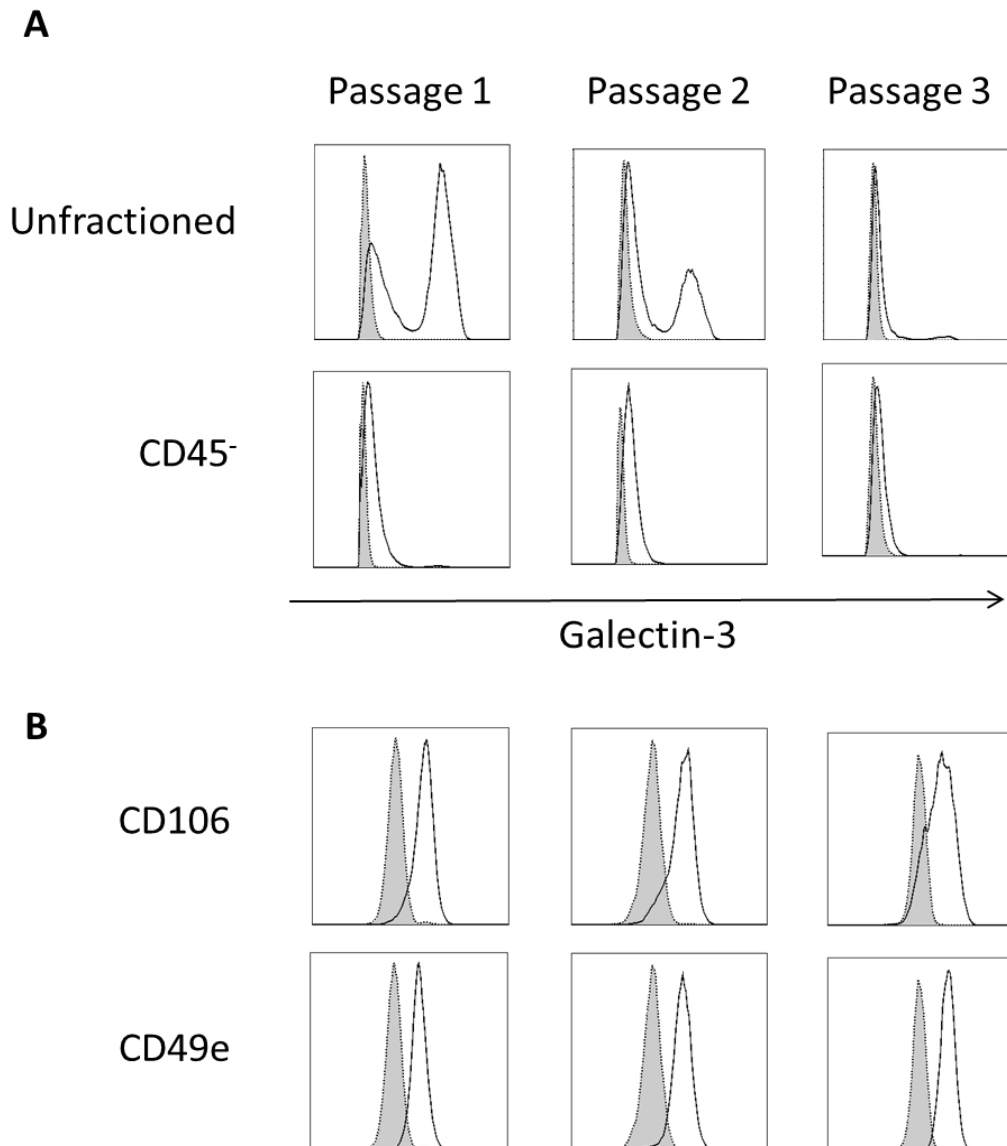 A
Passage 1 Passage 2 Passage 3
Unfractioned
CD45⁻
Galectin-3
B
CD106
CD49e